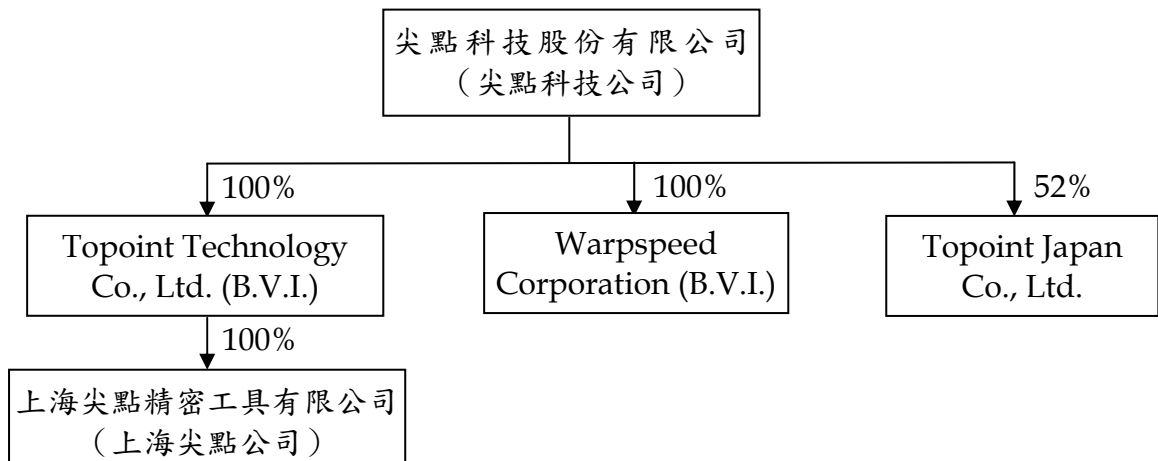 尖點科技股份有限公司
（尖點科技公司）
100%
100%
52%
Topoint Technology
Co., Ltd. (B.V.I.)
Warpspeed
Corporation (B.V.I.)
Topoint Japan
Co., Ltd.
100%
上海尖點精密工具有限公司
（上海尖點公司）